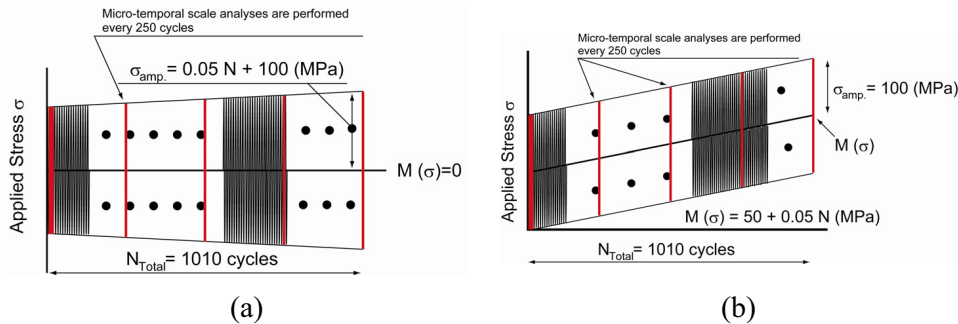 Micro-temporal scale analyses are performed
every 250 cycles
σamp.= 0.05 N + 100 (MPa)
Applied Stress σ
M (σ)=0
NTotal= 1010 cycles
(a)
Micro-temporal scale analyses are performed
every 250 cycles
σamp.= 100 (MPa)
M (σ)
Applied Stress σ
M (σ) = 50 + 0.05 N (MPa)
NTotal= 1010 cycles
(b)